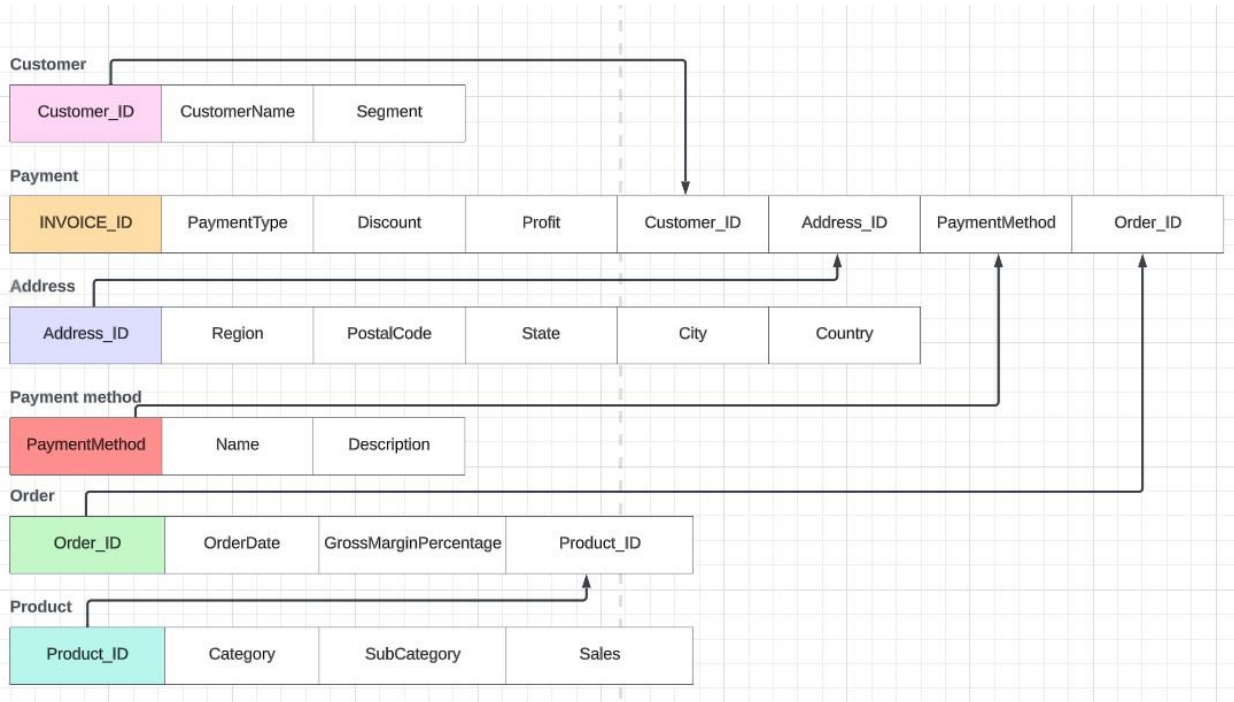 Customer
Customer_ID CustomerName Segment
Payment
INVOICE_ID PaymentType Discount Profit Customer_ID Address_ID PaymentMethod Order_ID
Address
Address_ID Region PostalCode State City Country
Payment method
PaymentMethod Name Description
Order
Order_ID OrderDate GrossMarginPercentage Product_ID
Product
Product_ID Category SubCategory Sales